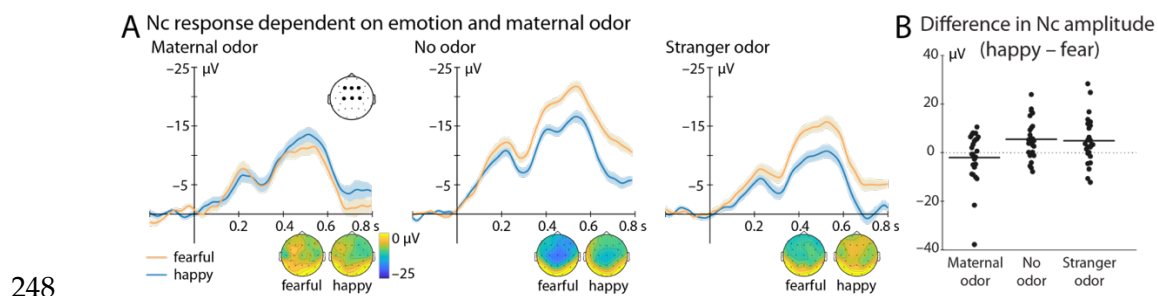 A Nc response dependent on emotion and maternal odor
Maternal odor
No odor
Stranger odor
−25 µV
−15
−5
0.2 0.4 0.6 0.8 s
−25 µV
−15
−5
0.2 0.4 0.6 0.8 s
−25 µV
−15
−5
0.2 0.4 0.6 0.8 s
fearful
happy
fearful happy
0 µV
−25
fearful happy
fearful happy
B Difference in Nc amplitude
(happy – fear)
40 µV
20
0
−20
−40
Maternal odor
No odor
Stranger odor
248